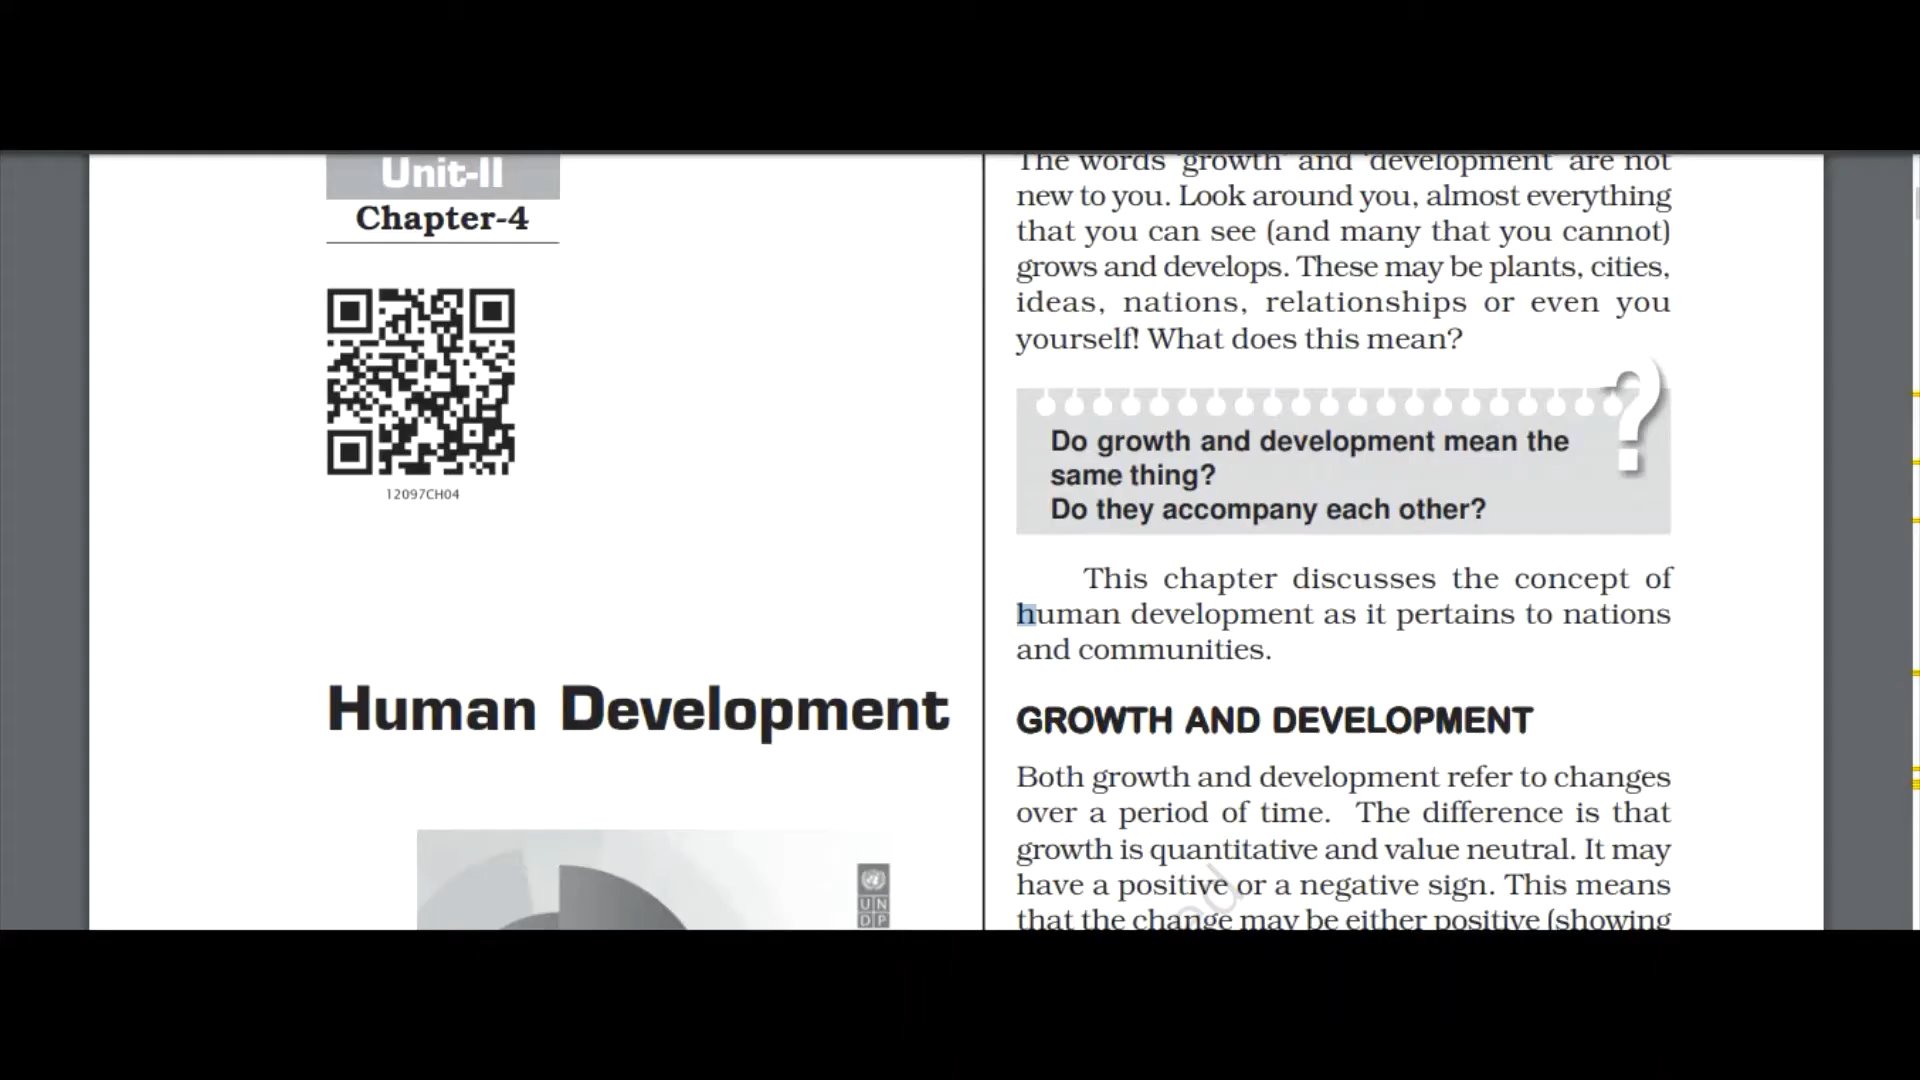 Unit-II
Chapter-4
12097CH04
Human Development
UN
DP
The words 'growth' and 'development' are not
new to you. Look around you, almost everything
that you can see (and many that you cannot)
grows and develops. These may be plants, cities,
ideas, nations, relationships or even you
yourself! What does this mean?
?
Do growth and development mean the
same thing?
Do they accompany each other?
This chapter discusses the concept of
human development as it pertains to nations
and communities.
GROWTH AND DEVELOPMENT
Both growth and development refer to changes
over a period of time. The difference is that
growth is quantitative and value neutral. It may
have a positive or a negative sign. This means
that the change may be either positive (showing